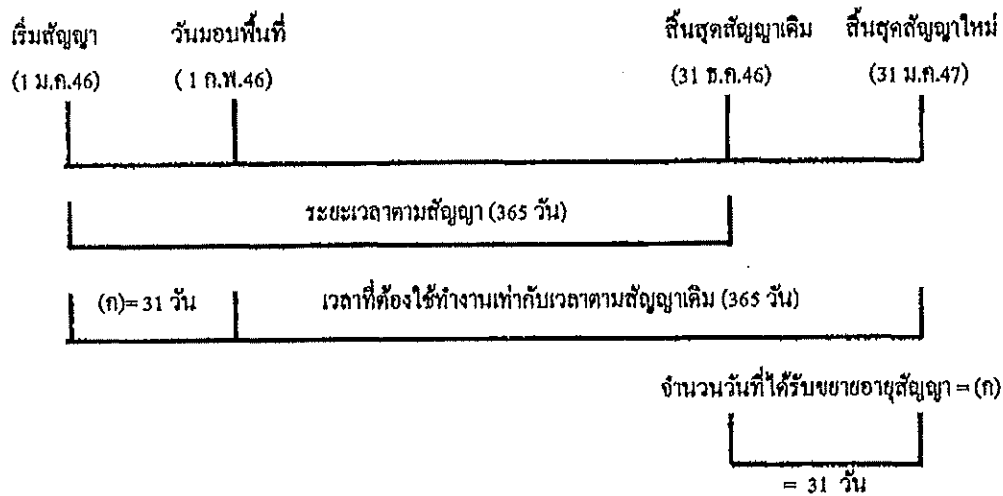 เริ่มสัญญา วันมอบพื้นที่ สิ้นสุดสัญญาเดิม สิ้นสุดสัญญาใหม่
(1 ม.ค.46) ( 1 ก.พ.46) (31 ธ.ค.46) (31 ม.ค.47)
ระยะเวลาตามสัญญา (365 วัน)
(ก)= 31 วัน เวลาที่ต้องใช้ทำงานเท่ากับเวลาตามสัญญาเดิม (365 วัน)
จำนวนวันที่ได้รับขยายอายุสัญญา = (ก)
= 31 วัน